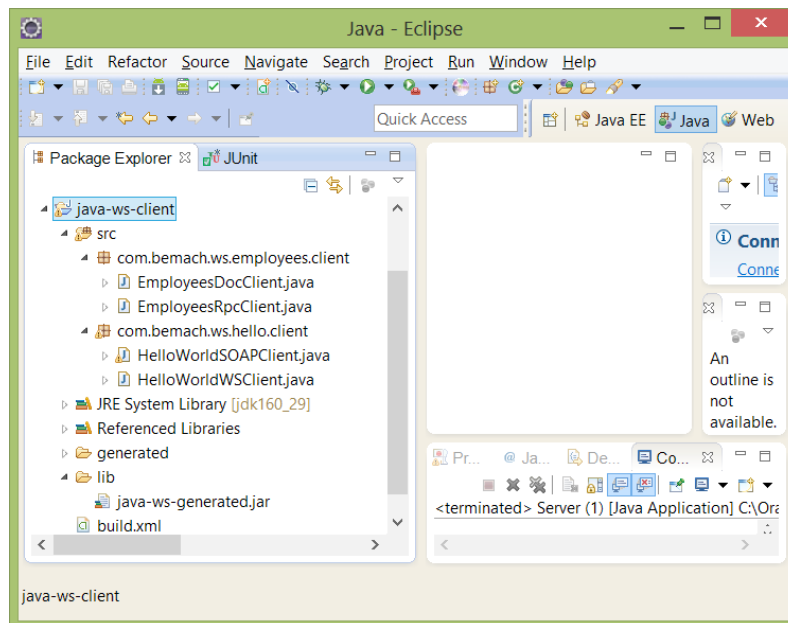 Java - Eclipse
File Edit Refactor Source Navigate Search Project Run Window Help
Quick Access Java EE Java Web
Package Explorer JUnit
java-ws-client
src
com.bemach.ws.employees.client
EmployeesDocClient.java
EmployeesRpcClient.java
com.bemach.ws.hello.client
HelloWorldSOAPClient.java
HelloWorldWSClient.java
JRE System Library [jdk160_29]
Referenced Libraries
generated
lib
java-ws-generated.jar
build.xml
Conn
Conne
An
outline is
not
available.
Pr... @ Ja... De... Co...
<terminated> Server (1) [Java Application] C:\Ora
java-ws-client